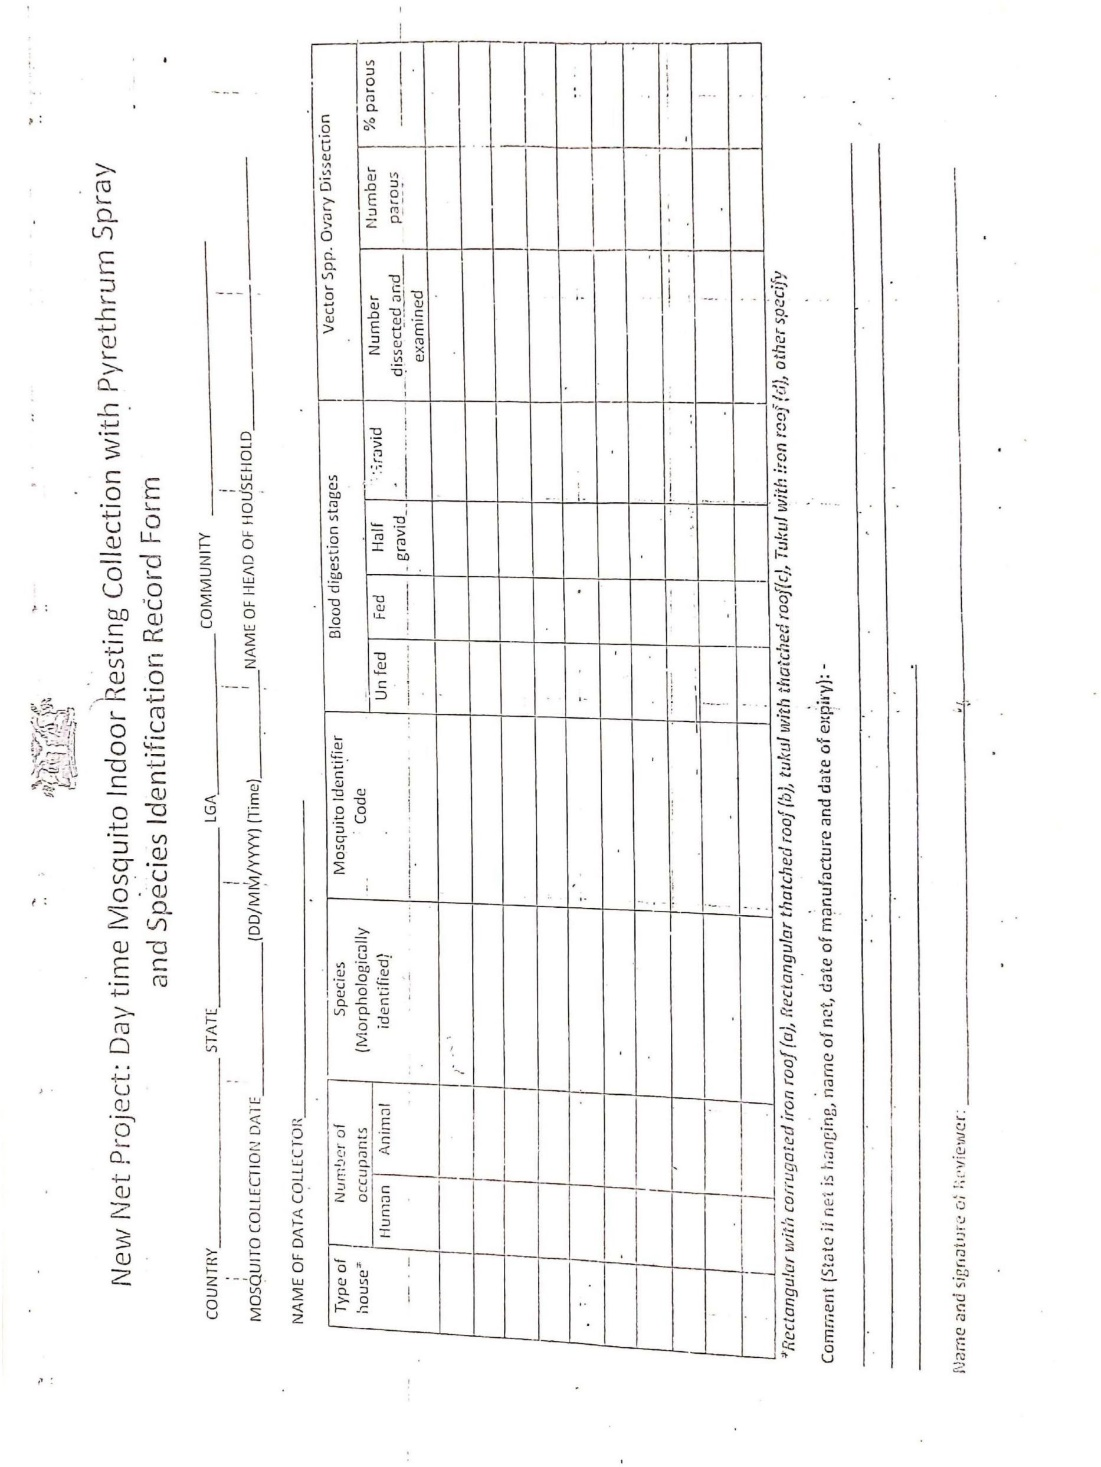 New Net Project: Day time Mosquito Indoor Resting Collection with Pyrethrum Spray
and Species Identification Record Form
COUNTRY STATE LGA COMMUNITY
MOSQUITO COLLECTION DATE (DD/MM/YYYY) (Time) NAME OF HEAD OF HOUSEHOLD
NAME OF DATA COLLECTOR
Type of house*
Number of occupants
Human
Animal
Species
(Morphologically
identified)
Mosquito Identifier
Code
Blood digestion stages
Un fed
Fed
Half
gravid
Gravid
Vector Spp. Ovary Dissection
Number
dissected and
examined
Number
parous
% parous
*Rectangular with corrugated iron roof (a), Rectangular thatched roof (b), tukul with thatched roof(c), Tukul with iron roof (d), other specify
Comment (State if net is hanging, name of net, date of manufacture and date of expiry): -
Name and signature of Reviewer: